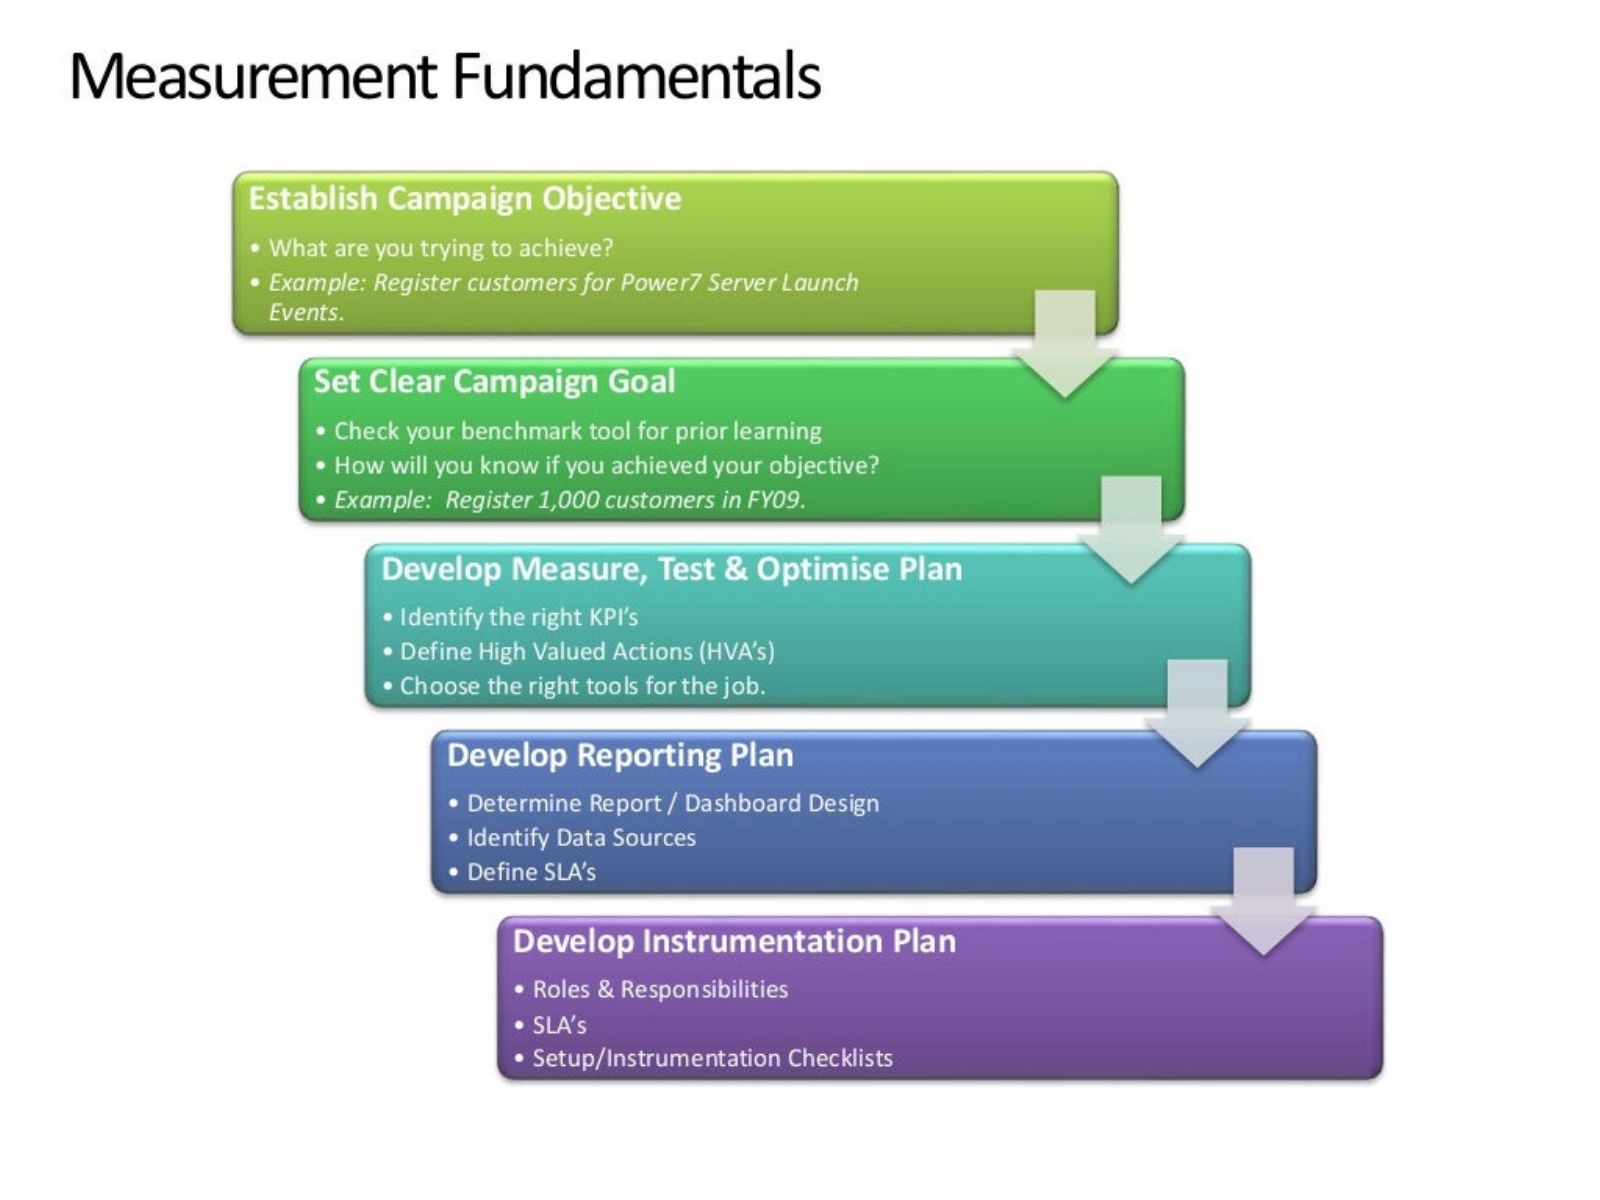 Measurement Fundamentals
Establish Campaign Objective
• What are you trying to achieve?
• Example: Register customers for Power7 Server Launch
Events.
Set Clear Campaign Goal
• Check your benchmark tool for prior learning
• How will you know if you achieved your objective?
• Example:  Register 1,000 customers in FY09.
Develop Measure, Test & Optimise Plan
• Identify the right KPI’s
• Define High Valued Actions (HVA’s)
• Choose the right tools for the job.
Develop Reporting Plan
• Determine Report / Dashboard Design
• Identify Data Sources
• Define SLA’s
Develop Instrumentation Plan
• Roles & Responsibilities
• SLA’s
• Setup/Instrumentation Checklists